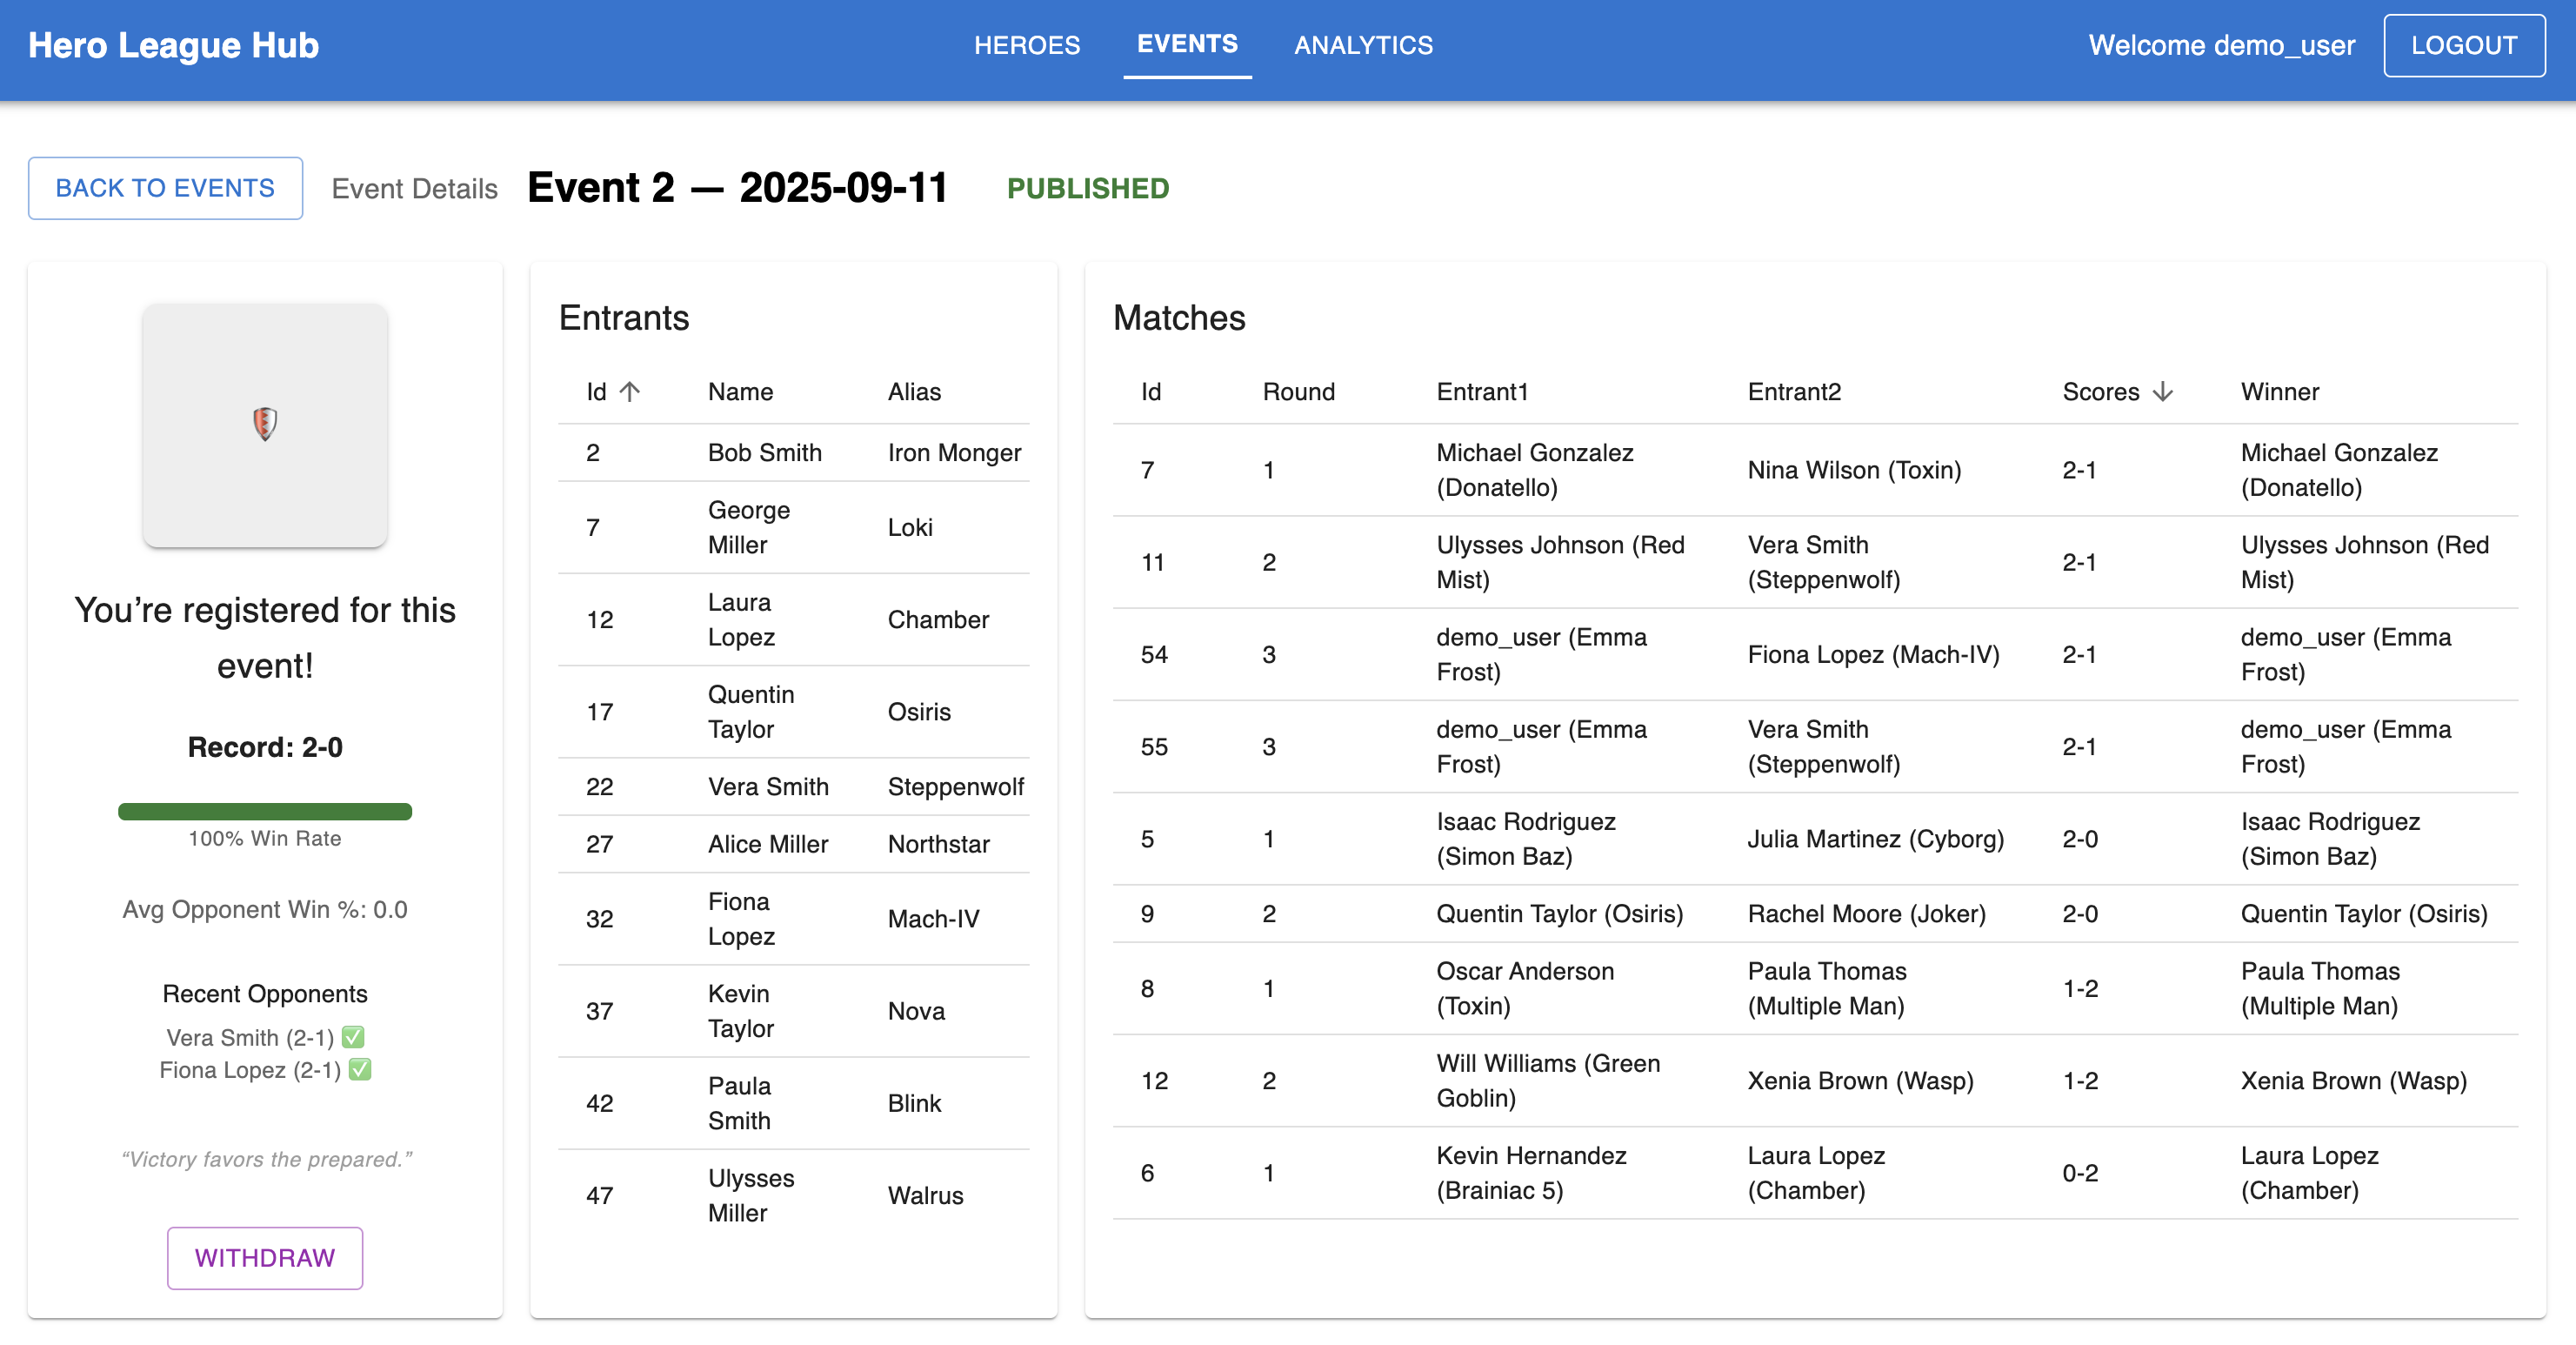 Hero League Hub
HEROES
EVENTS
ANALYTICS
Welcome demo_user
LOGOUT
BACK TO EVENTS
Event Details
Event 2 — 2025-09-11
PUBLISHED
You’re registered for this
event!
Record: 2-0
100% Win Rate
Avg Opponent Win %: 0.0
Recent Opponents
Vera Smith (2-1) ✅
Fiona Lopez (2-1) ✅
“Victory favors the prepared.”
WITHDRAW
Entrants
Id ↑ Name Alias
2 Bob Smith Iron Monger
7 George
Miller Loki
12 Laura
Lopez Chamber
17 Quentin
Taylor Osiris
22 Vera Smith Steppenwolf
27 Alice Miller Northstar
32 Fiona
Lopez Mach-IV
37 Kevin
Taylor Nova
42 Paula
Smith Blink
47 Ulysses
Miller Walrus
Matches
Id Round Entrant1 Entrant2 Scores ↓ Winner
7 1 Michael Gonzalez
(Donatello) Nina Wilson (Toxin) 2-1 Michael Gonzalez
(Donatello)
11 2 Ulysses Johnson (Red
Mist) Vera Smith
(Steppenwolf) 2-1 Ulysses Johnson (Red
Mist)
54 3 demo_user (Emma
Frost) Fiona Lopez (Mach-IV) 2-1 demo_user (Emma
Frost)
55 3 demo_user (Emma
Frost) Vera Smith
(Steppenwolf) 2-1 demo_user (Emma
Frost)
5 1 Isaac Rodriguez
(Simon Baz) Julia Martinez (Cyborg) 2-0 Isaac Rodriguez
(Simon Baz)
9 2 Quentin Taylor (Osiris) Rachel Moore (Joker) 2-0 Quentin Taylor (Osiris)
8 1 Oscar Anderson
(Toxin) Paula Thomas
(Multiple Man) 1-2 Paula Thomas
(Multiple Man)
12 2 Will Williams (Green
Goblin) Xenia Brown (Wasp) 1-2 Xenia Brown (Wasp)
6 1 Kevin Hernandez
(Brainiac 5) Laura Lopez
(Chamber) 0-2 Laura Lopez
(Chamber)